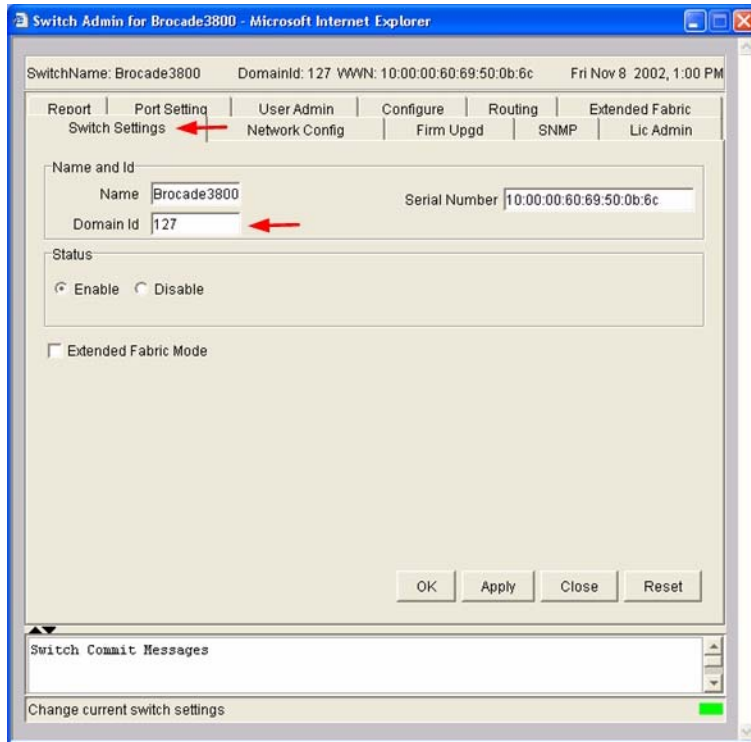 Switch Admin for Brocade3800 - Microsoft Internet Explorer
SwitchName: Brocade3800 DomainId: 127 WWN: 10:00:00:60:69:50:0b:6c Fri Nov 8 2002, 1:00 PM
Report Port Setting User Admin Configure Routing Extended Fabric
Switch Settings Network Config Firm Upgd SNMP Lic Admin
Name and Id
Name Brocade3800 Serial Number 10:00:00:60:69:50:0b:6c
Domain Id 127
Status
Enable Disable
Extended Fabric Mode
OK Apply Close Reset
Switch Commit Messages
Change current switch settings